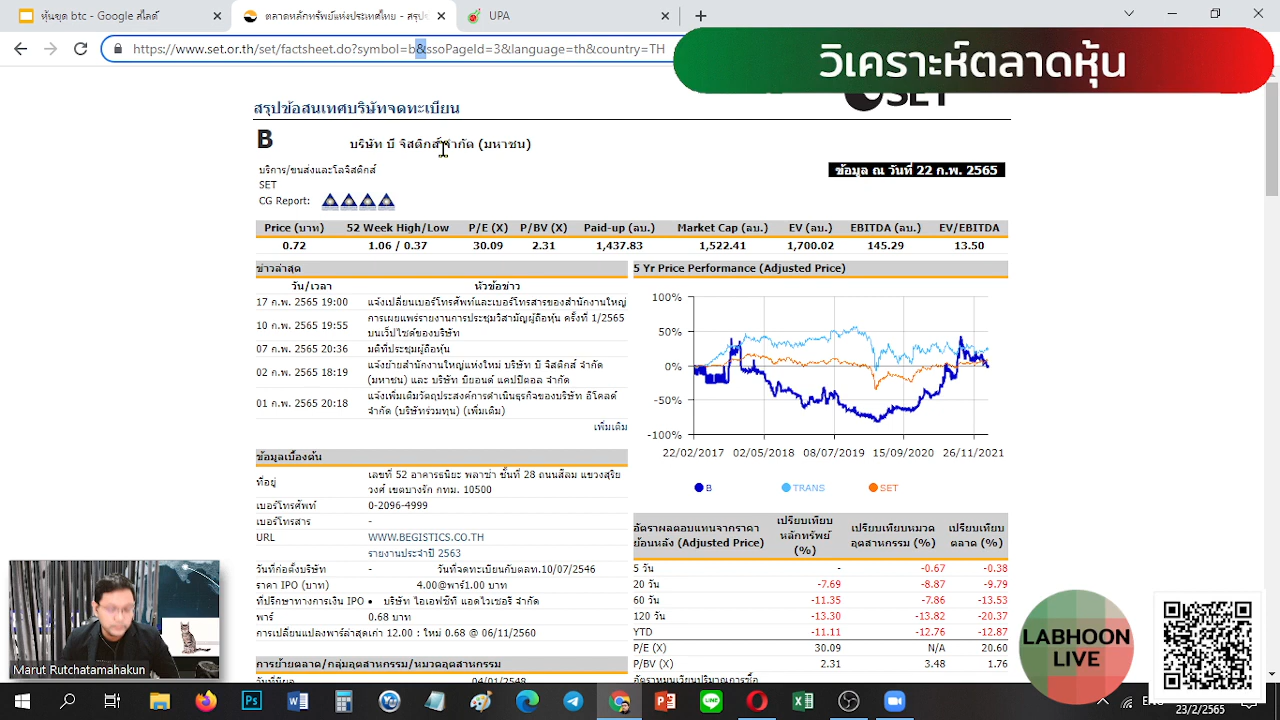 หุ้นจุด btc - Google สไลด์
ตลาดหลักทรัพย์แห่งประเทศไทย - สรุปข
UPA
https://www.set.or.th/set/factsheet.do?symbol=b&ssoPageId=3&language=th&country=TH
วิเคราะห์ตลาดหุ้น
SET
สรุปข้อสนเทศบริษัทจดทะเบียน
B
บริษัท บี จิสติกส์ จำกัด (มหาชน)
บริการ/ขนส่งและโลจิสติกส์
SET
CG Report:
ข้อมูล ณ วันที่ 22 ก.พ. 2565
Price (บาท) 52 Week High/Low P/E (X) P/BV (X) Paid-up (ลบ.) Market Cap (ลบ.) EV (ลบ.) EBITDA (ลบ.) EV/EBITDA
0.72 1.06 / 0.37 30.09 2.31 1,437.83 1,522.41 1,700.02 145.29 13.50
ข่าวล่าสุด
วัน/เวลา หัวข้อข่าว
17 ก.พ. 2565 19:00 แจ้งเปลี่ยนเบอร์โทรศัพท์และเบอร์โทรสารของสำนักงานใหญ่
10 ก.พ. 2565 19:55 การเผยแพร่รายงานการประชุมวิสามัญผู้ถือหุ้น ครั้งที่ 1/2565
บนเว็ปไซต์ของบริษัท
07 ก.พ. 2565 20:36 มติที่ประชุมผู้ถือหุ้น
02 ก.พ. 2565 18:19 แจ้งย้ายสำนักงานใหญ่แห่งใหม่ บริษัท บี จิสติกส์ จำกัด
(มหาชน) และ บริษัท บียอนด์ แคปปิตอล จำกัด
01 ก.พ. 2565 20:18 แจ้งเพิ่มเติมวัตถุประสงค์การดำเนินธุรกิจของบริษัท อีโคลด์
จำกัด (บริษัทร่วมทุน) (เพิ่มเติม)
เพิ่มเติม
5 Yr Price Performance (Adjusted Price)
100%
50%
0%
-50%
-100%
22/02/2017 02/05/2018 08/07/2019 15/09/2020 26/11/2021
B TRANS SET
ข้อมูลเบื้องต้น
ที่อยู่ เลขที่ 52 อาคารธนิยะ พลาซ่า ชั้นที่ 28 ถนนสีลม แขวงสุริย
วงศ์ เขตบางรัก กทม. 10500
เบอร์โทรศัพท์ 0-2096-4999
เบอร์โทรสาร -
URL WWW.BEGISTICS.CO.TH
รายงานประจำปี 2563
วันที่ก่อตั้งบริษัท - วันที่จดทะเบียนกับตลท.10/07/2546
ราคา IPO (บาท) 4.00@พาร์1.00 บาท
ที่ปรึกษาทางการเงิน IPO • บริษัท ไอเอฟซีที แอดไวเซอรี จำกัด
พาร์ 0.68 บาท
การเปลี่ยนแปลงพาร์ล่าสุดเก่า 12.00 : ใหม่ 0.68 @ 06/11/2560
การย้ายตลาด/กลุ่มอุตสาหกรรม/หมวดอุตสาหกรรม
04/01/2548
อัตราผลตอบแทนจากราคา
ย้อนหลัง (Adjusted Price)
เปรียบเทียบ
หลักทรัพย์
(%)
เปรียบเทียบหมวด
อุตสาหกรรม (%)
เปรียบเทียบ
ตลาด (%)
5 วัน - -0.67 -0.38
20 วัน -7.69 -8.87 -9.79
60 วัน -11.35 -7.86 -13.53
120 วัน -13.30 -13.82 -20.37
YTD -11.11 -12.76 -12.87
P/E (X) 30.09 N/A 20.60
P/BV (X) 2.31 3.48 1.76
อัตราหมุนเวียนปริมาณการซื้อ
Marut Rutchatamahakun
LABHOON
LIVE
23/2/2565